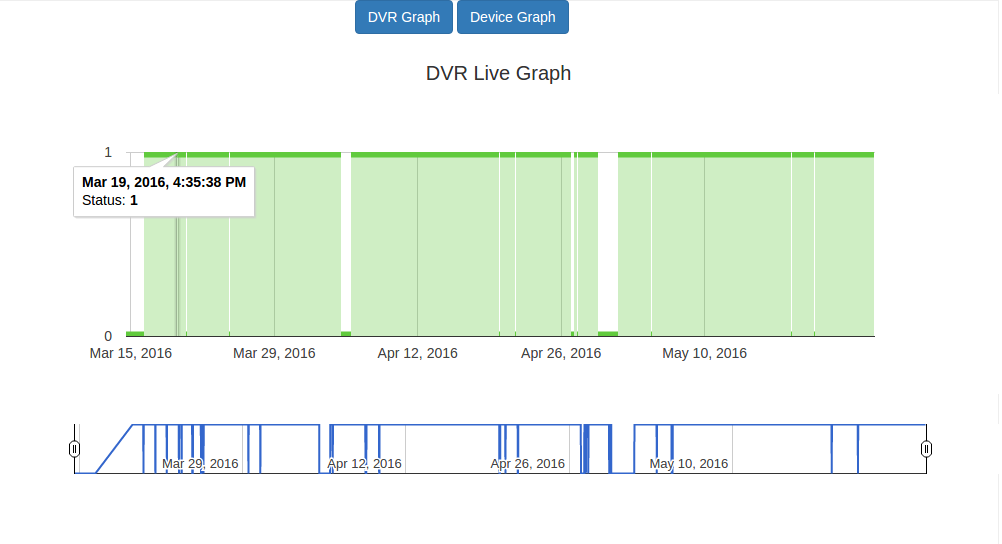 DVR Graph Device Graph
DVR Live Graph
1
Mar 19, 2016, 4:35:38 PM
Status: 1
0
Mar 15, 2016 Mar 29, 2016 Apr 12, 2016 Apr 26, 2016 May 10, 2016
Mar 29, 2016 Apr 12, 2016 Apr 26, 2016 May 10, 2016